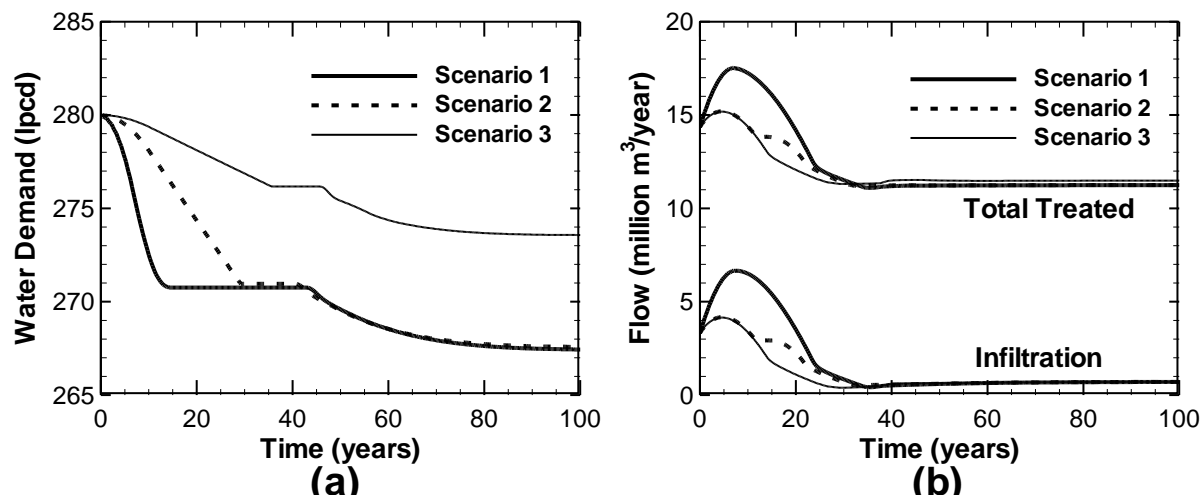 285
280
275
270
265
Water Demand (lpcd)
Scenario 1
Scenario 2
Scenario 3
0
20
40
60
80
100
Time (years)
(a)
20
15
10
5
0
Flow (million m³/year)
Scenario 1
Scenario 2
Scenario 3
Total Treated
Infiltration
0
20
40
60
80
100
Time (years)
(b)